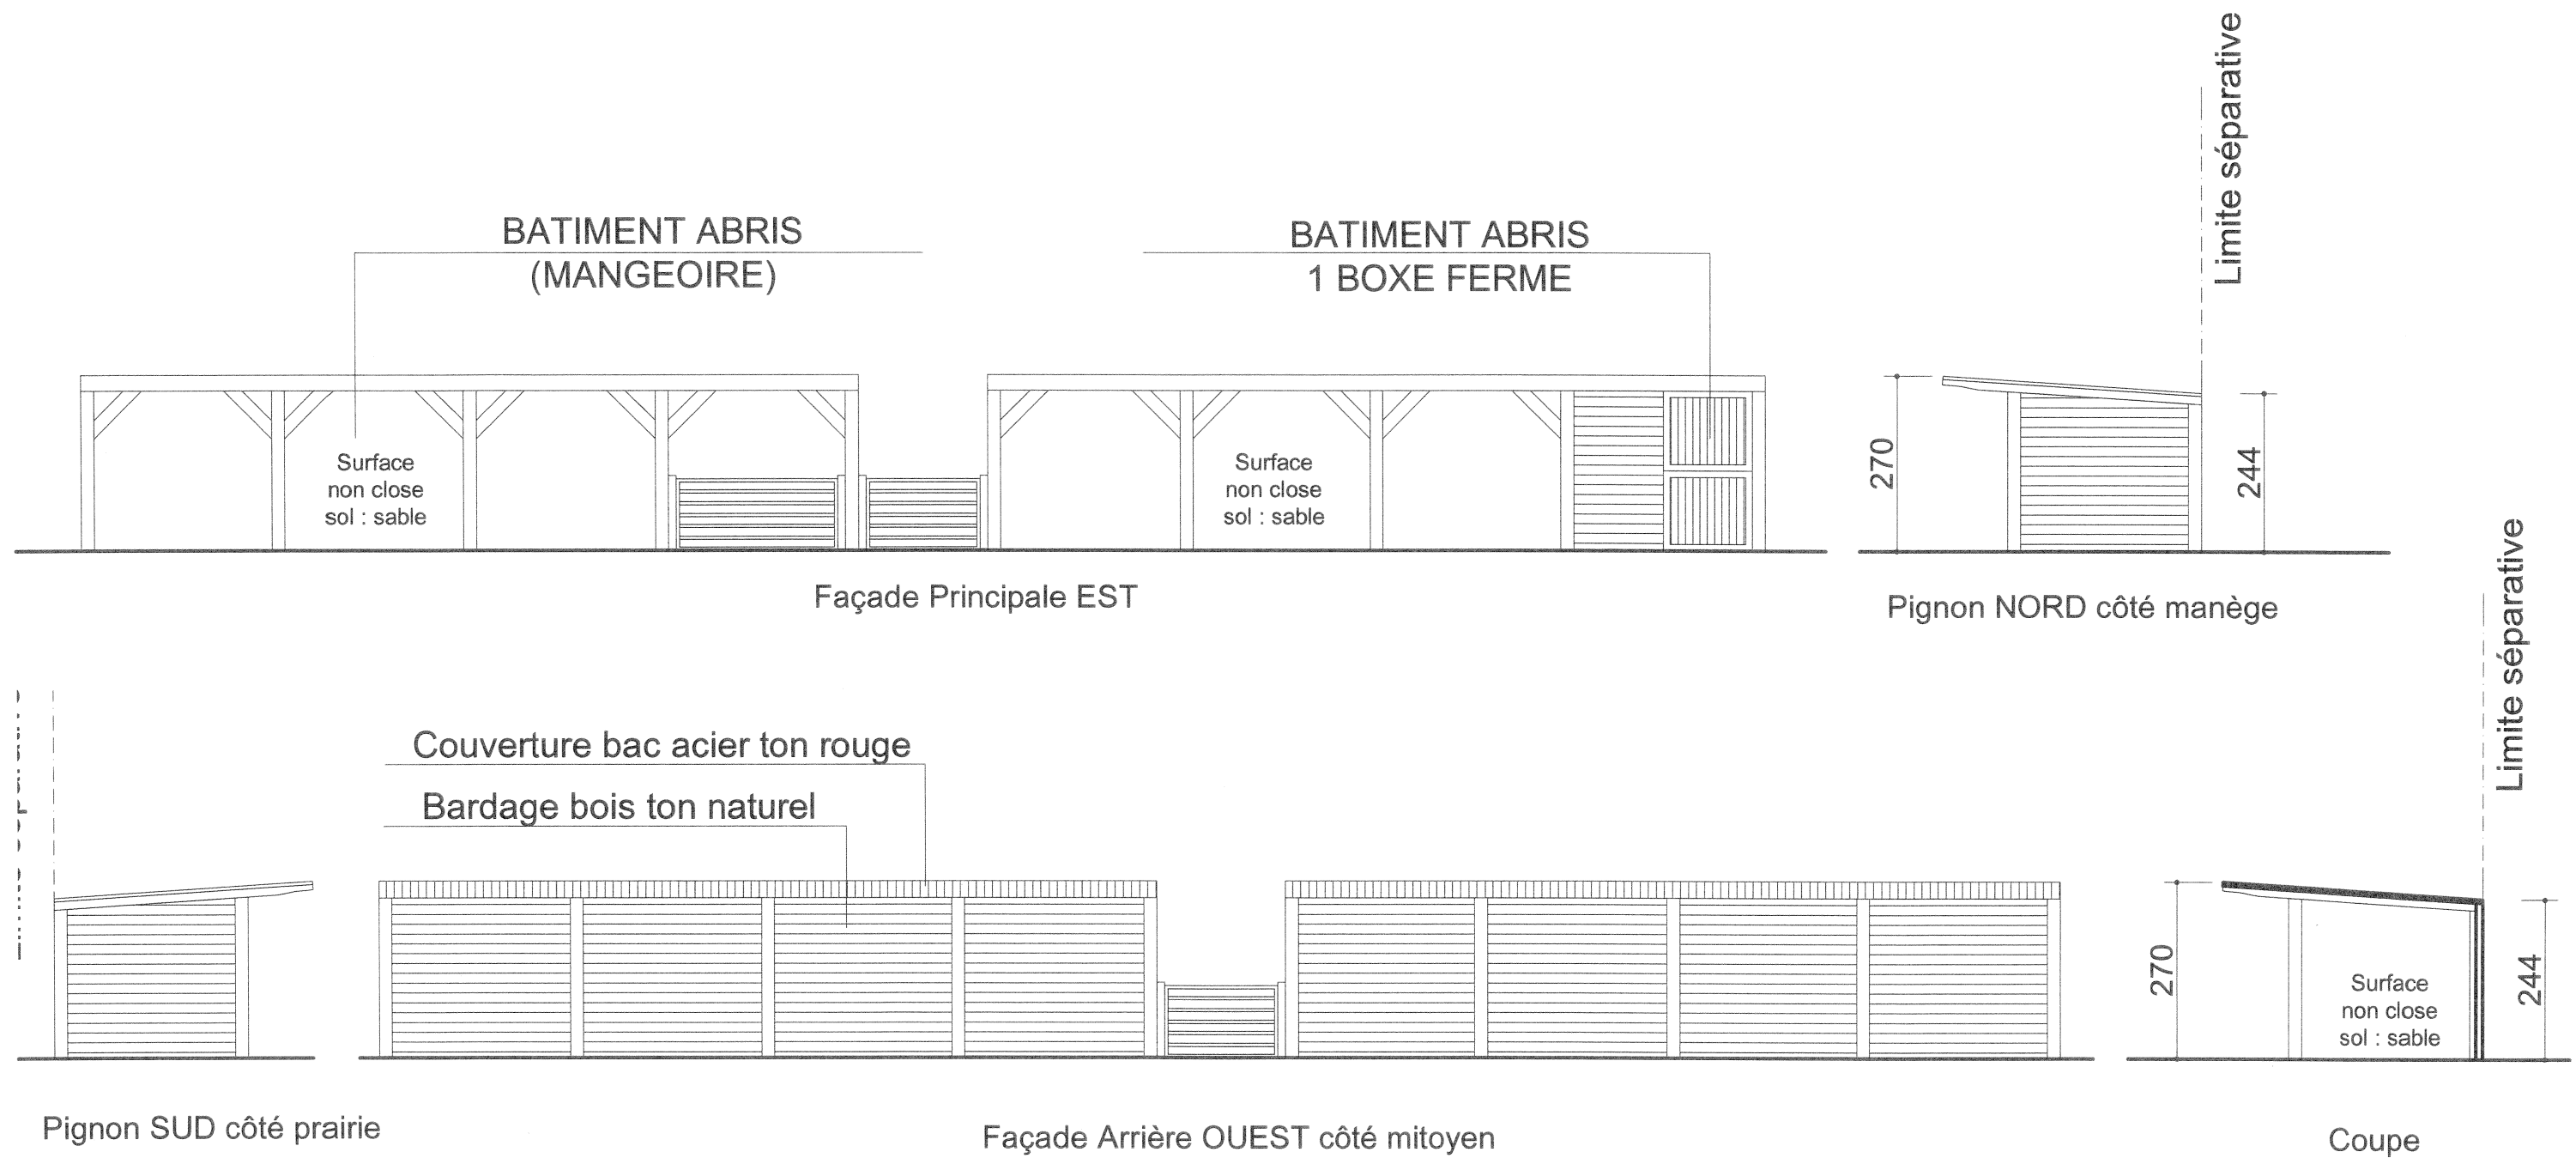 BATIMENT ABRIS
(MANGEOIRE)
BATIMENT ABRIS
1 BOXE FERME
Limite séparative
Surface
non close
sol : sable
Surface
non close
sol : sable
270
244
Façade Principale EST
Pignon NORD côté manège
Limite séparative
Couverture bac acier ton rouge
Bardage bois ton naturel
270
Surface
non close
sol : sable
244
Pignon SUD côté prairie
Façade Arrière OUEST côté mitoyen
Coupe